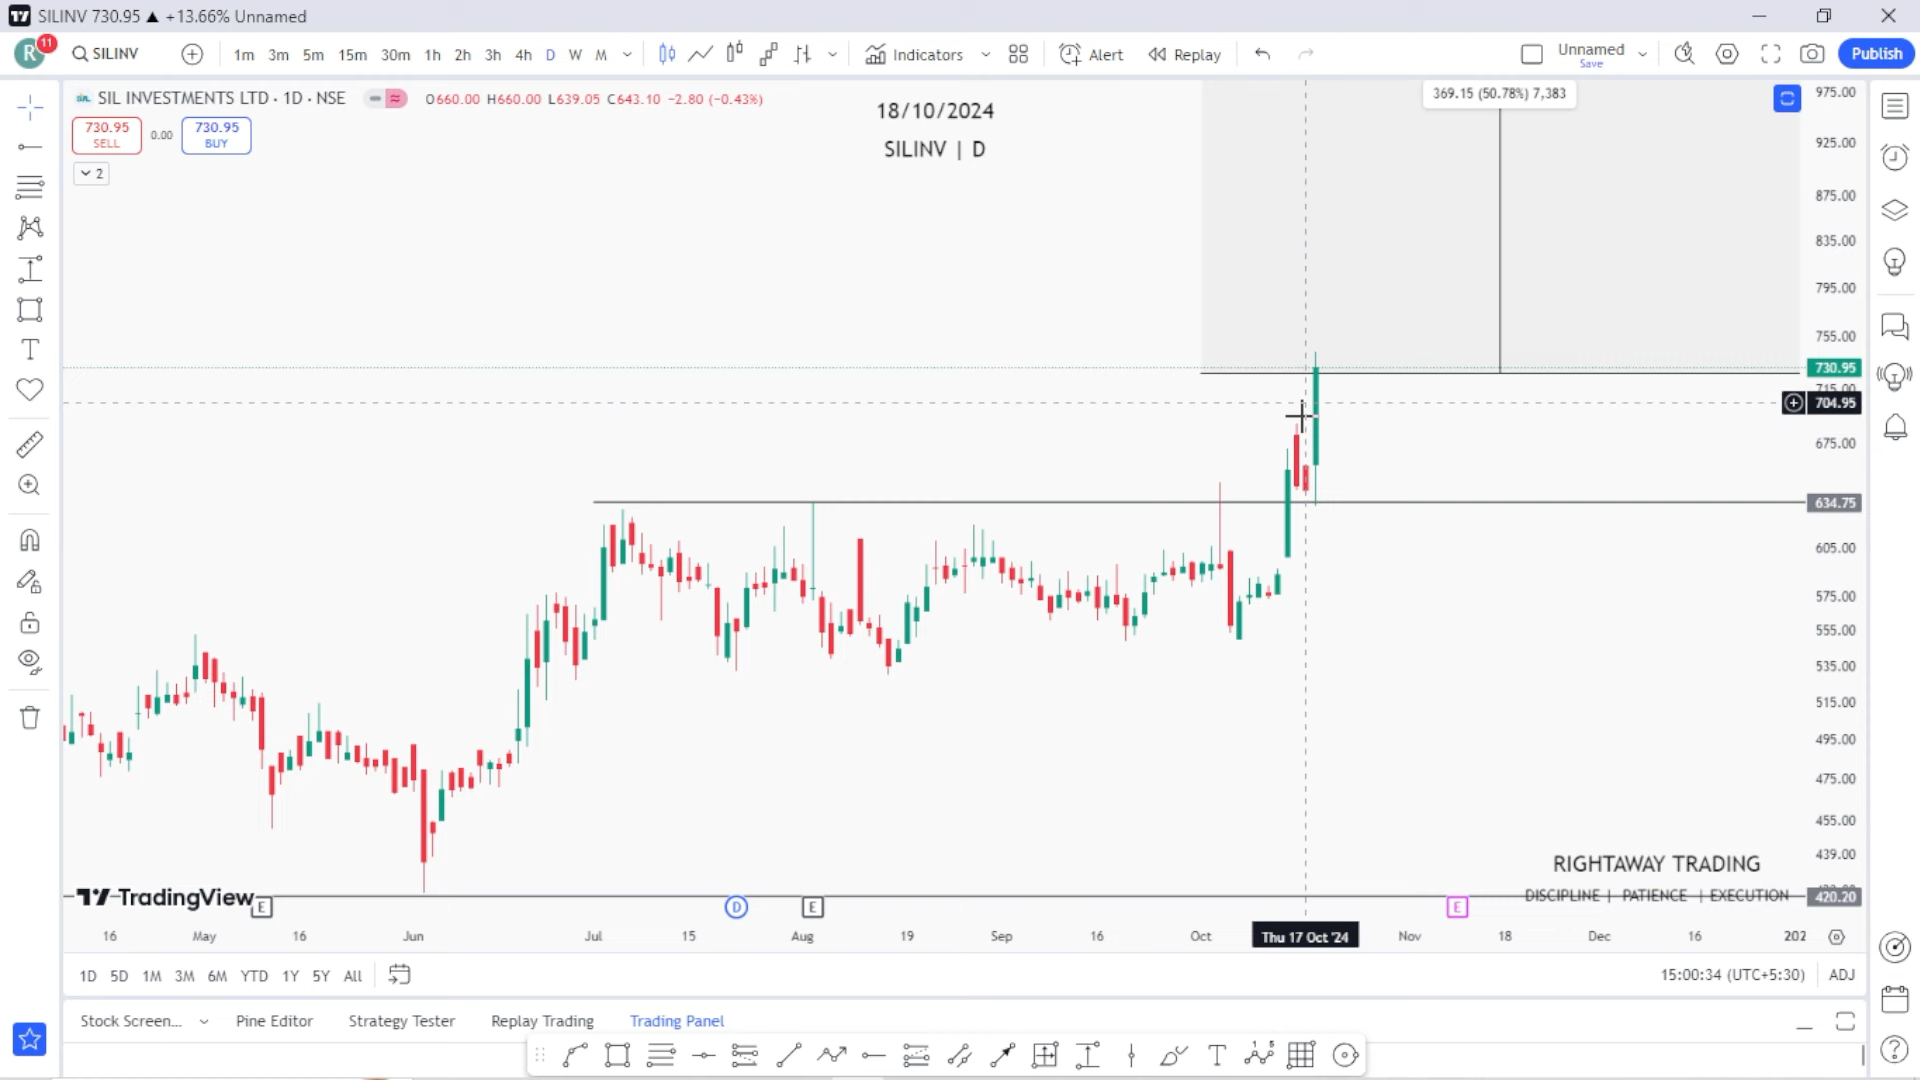 SILINV 730.95 ▲ +13.66% Unnamed
R 11 SILINV 1m 3m 5m 15m 30m 1h 2h 3h 4h D W M Indicators Alert Replay Unnamed Save Publish
SIL INVESTMENTS LTD · 1D · NSE O660.00 H660.00 L639.05 C643.10 −2.80 (−0.43%)
730.95 SELL 0.00 730.95 BUY
2
18/10/2024
SILINV | D
369.15 (50.78%) 7,383
975.00
925.00
875.00
835.00
795.00
755.00
730.95
715.00
704.95
675.00
634.75
605.00
575.00
555.00
535.00
515.00
495.00
475.00
455.00
439.00
420.20
RIGHTAWAY TRADING
DISCIPLINE | PATIENCE | EXECUTION
TradingView
E D E E
16 May 16 Jun Jul 15 Aug 19 Sep 16 Oct Thu 17 Oct '24 Nov 18 Dec 16 202
1D 5D 1M 3M 6M YTD 1Y 5Y All 15:00:34 (UTC+5:30) ADJ
Stock Screen... Pine Editor Strategy Tester Replay Trading Trading Panel